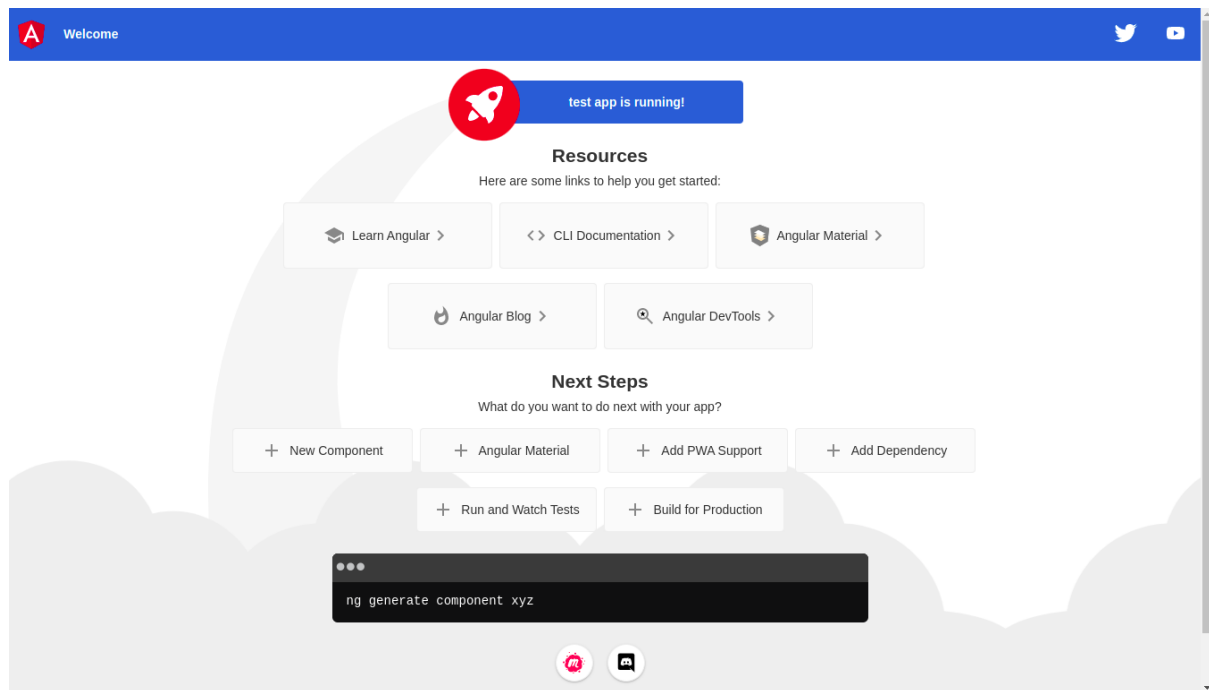 Welcome
test app is running!
Resources
Here are some links to help you get started:
Learn Angular
CLI Documentation
Angular Material
Angular Blog
Angular DevTools
Next Steps
What do you want to do next with your app?
New Component
Angular Material
Add PWA Support
Add Dependency
Run and Watch Tests
Build for Production
ng generate component xyz